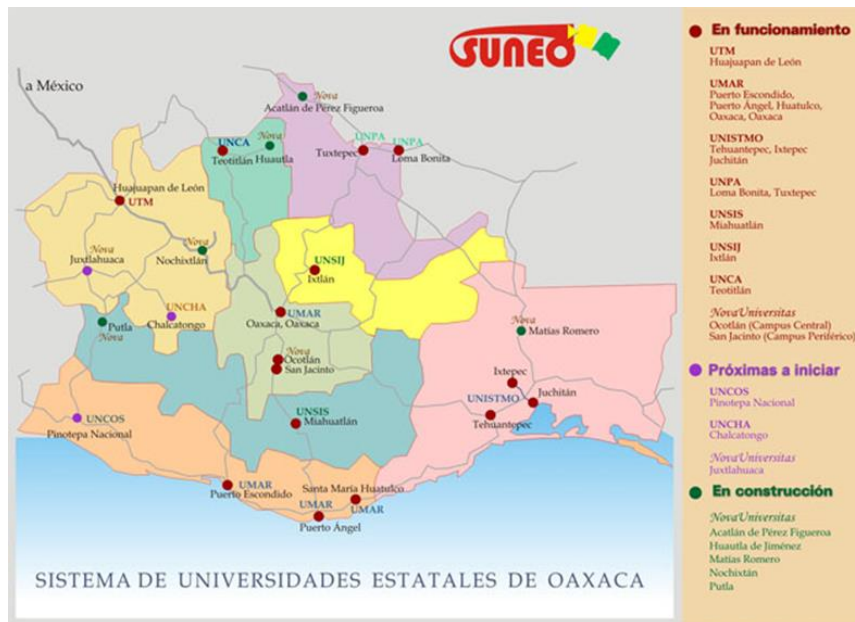 SUNEO
a México
Nova
Acatlán de Pérez Figueroa
UNCA
Teotitlán
Nova
Huautla
UNPA
Tuxtepec
UNPA
Loma Bonita
Huajuapan de León
UTM
Nova
Juxtlahuaca
Nova
Nochixtlán
UNSIJ
Ixtlán
UNCHA
Chalcatongo
UMAR
Oaxaca, Oaxaca
Putla
Nova
Nova
Matías Romero
Nova
Ocotlán
San Jacinto
Ixtepec
Juchitán
UNISTMO
Tehuantepec
UNCOS
Pinotepa Nacional
UNSIS
Miahuatlán
UMAR
Puerto Escondido
Santa María Huatulco
UMAR
UMAR
Puerto Ángel
SISTEMA DE UNIVERSIDADES ESTATALES DE OAXACA
En funcionamiento
UTM
Huajuapan de León
UMAR
Puerto Escondido,
Puerto Ángel, Huatulco,
Oaxaca, Oaxaca
UNISTMO
Tehuantepec, Ixtepec
Juchitán
UNPA
Loma Bonita, Tuxtepec
UNSIS
Miahuatlán
UNSIJ
Ixtlán
UNCA
Teotitlán
NovaUniversitas
Ocotlán (Campus Central)
San Jacinto (Campus Periférico)
Próximas a iniciar
UNCOS
Pinotepa Nacional
UNCHA
Chalcatongo
NovaUniversitas
Juxtlahuaca
En construcción
NovaUniversitas
Acatlán de Pérez Figueroa
Huautla de Jiménez
Matías Romero
Nochixtán
Putla